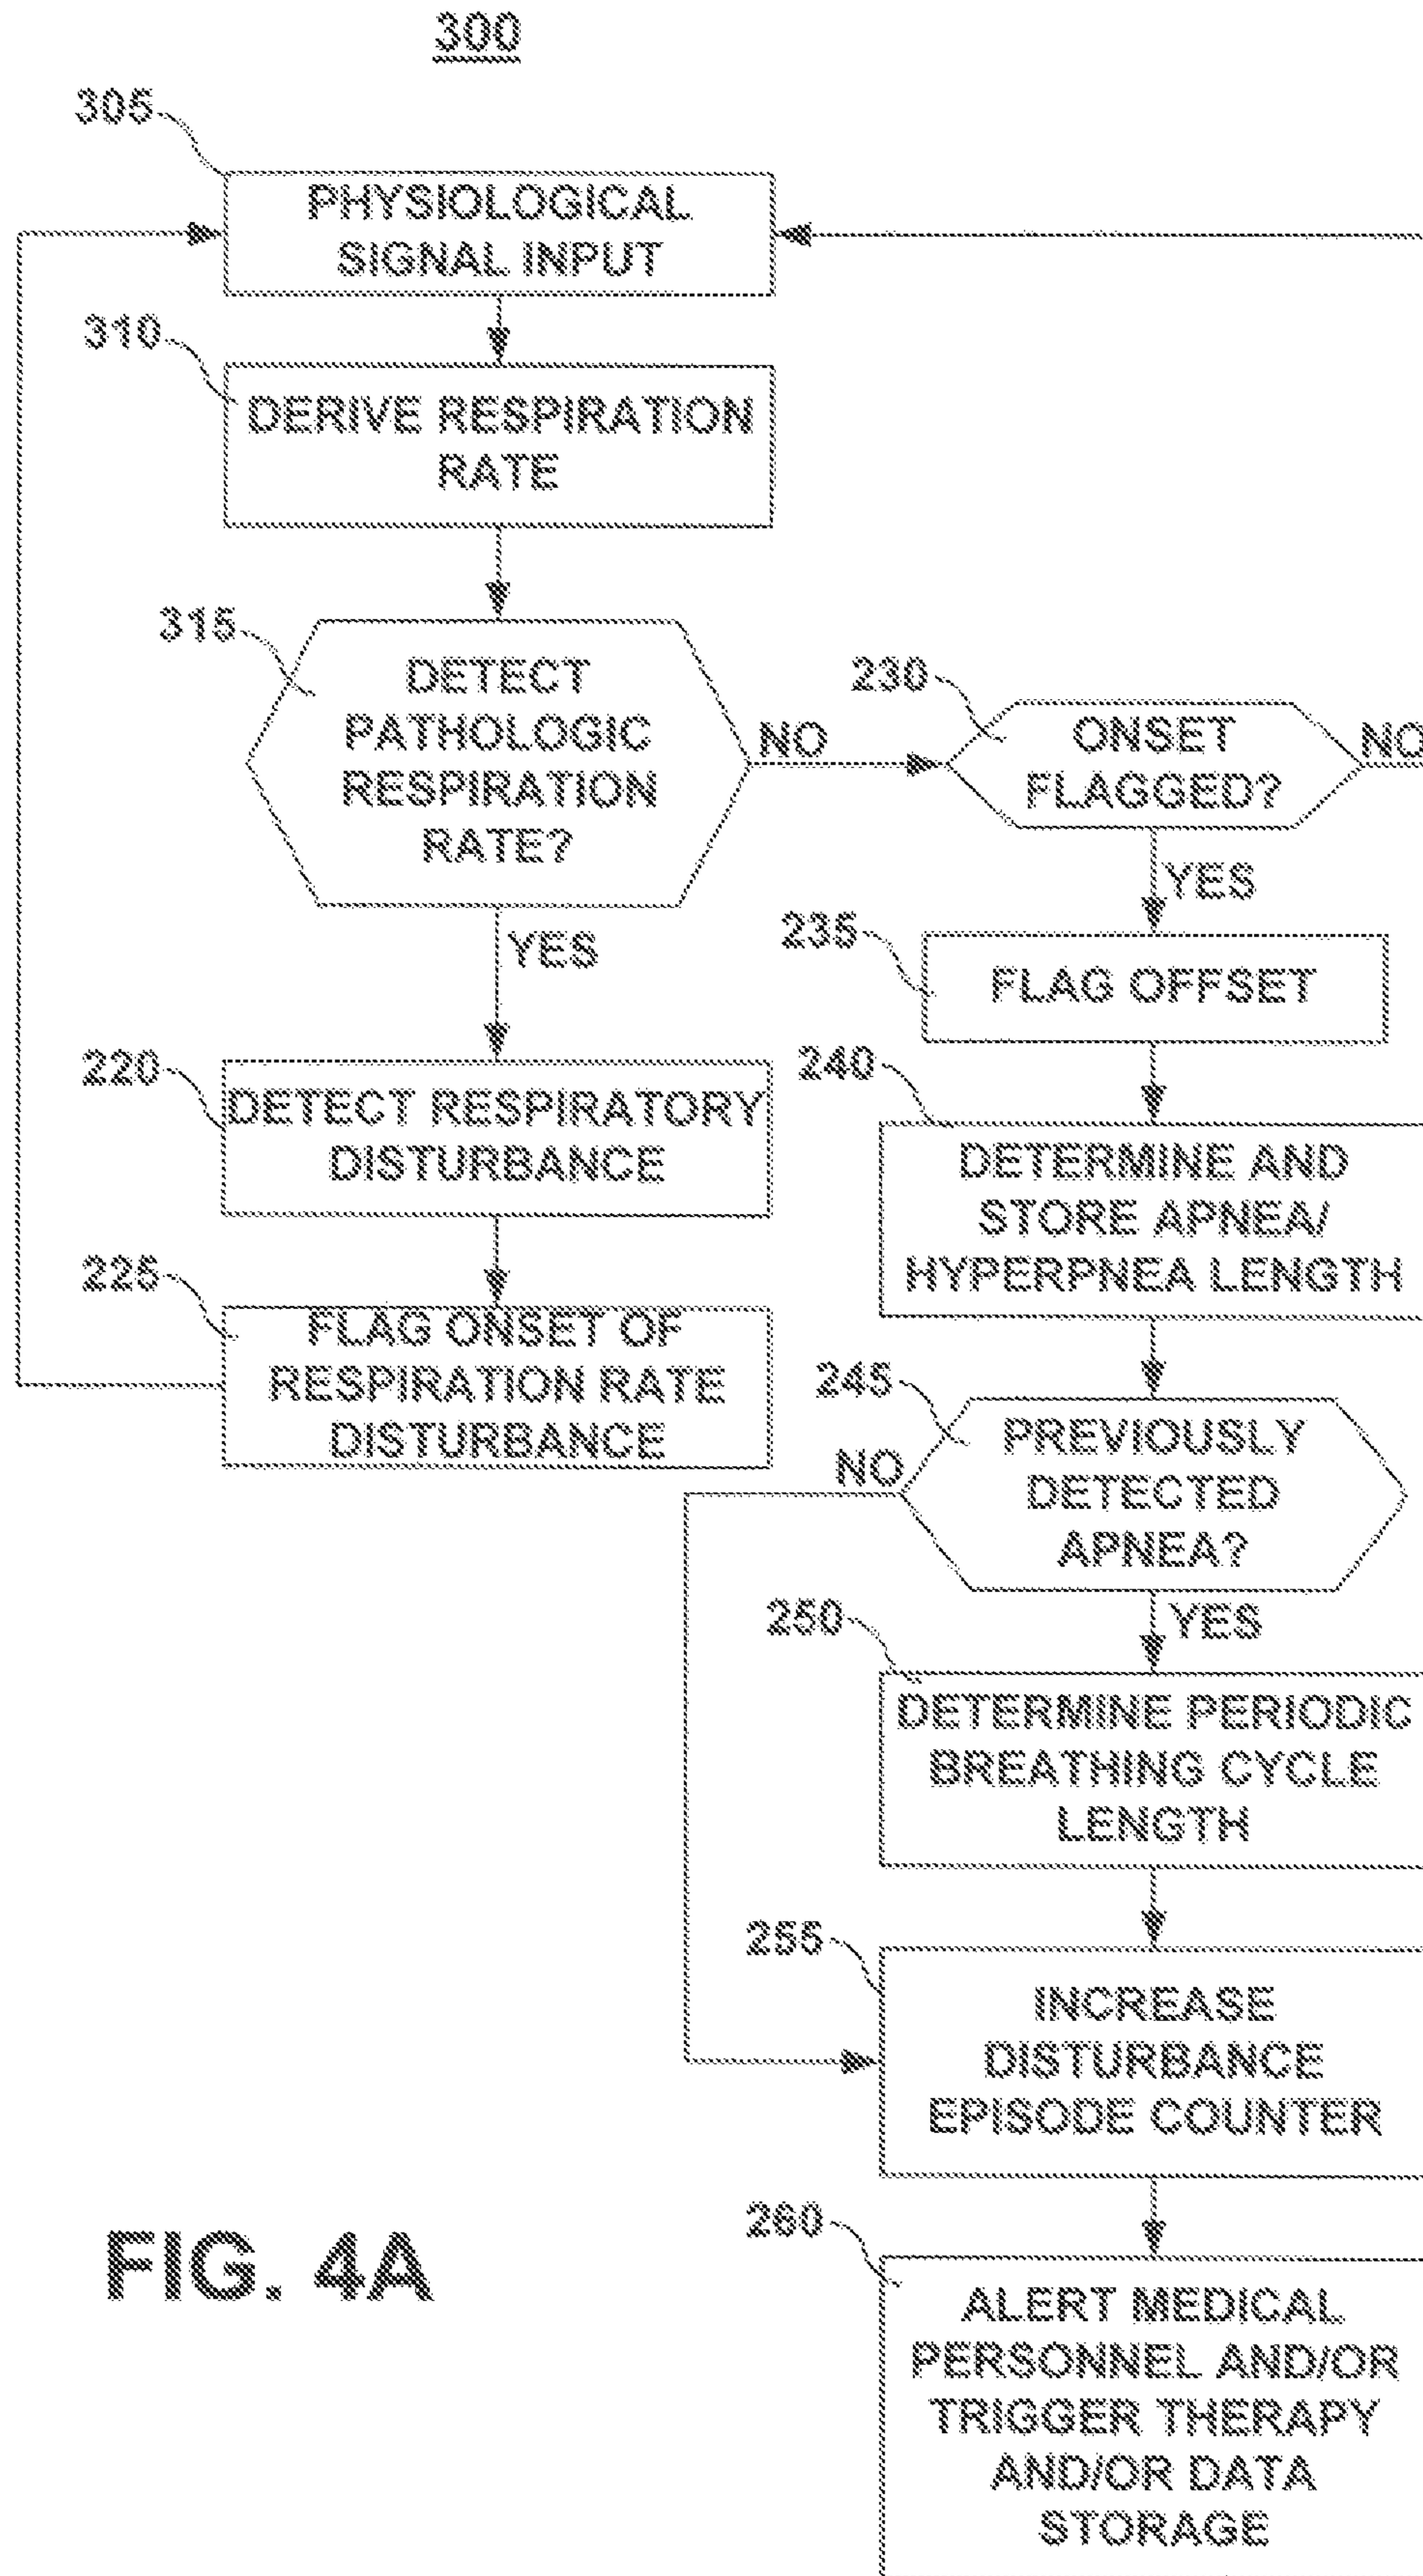 300
305
PHYSIOLOGICAL
SIGNAL INPUT
310
DERIVE RESPIRATION
RATE
315
DETECT
PATHOLOGIC
RESPIRATION
RATE?
NO
230
ONSET
FLAGGED?
NO
YES
235
FLAG OFFSET
YES
220
DETECT RESPIRATORY
DISTURBANCE
240
DETERMINE AND
STORE APNEA/
HYPERPNEA LENGTH
225
FLAG ONSET OF
RESPIRATION RATE
DISTURBANCE
245
PREVIOUSLY
DETECTED
APNEA?
NO
YES
250
DETERMINE PERIODIC
BREATHING CYCLE
LENGTH
255
INCREASE
DISTURBANCE
EPISODE COUNTER
260
ALERT MEDICAL
PERSONNEL AND/OR
TRIGGER THERAPY
AND/OR DATA
STORAGE
FIG. 4A